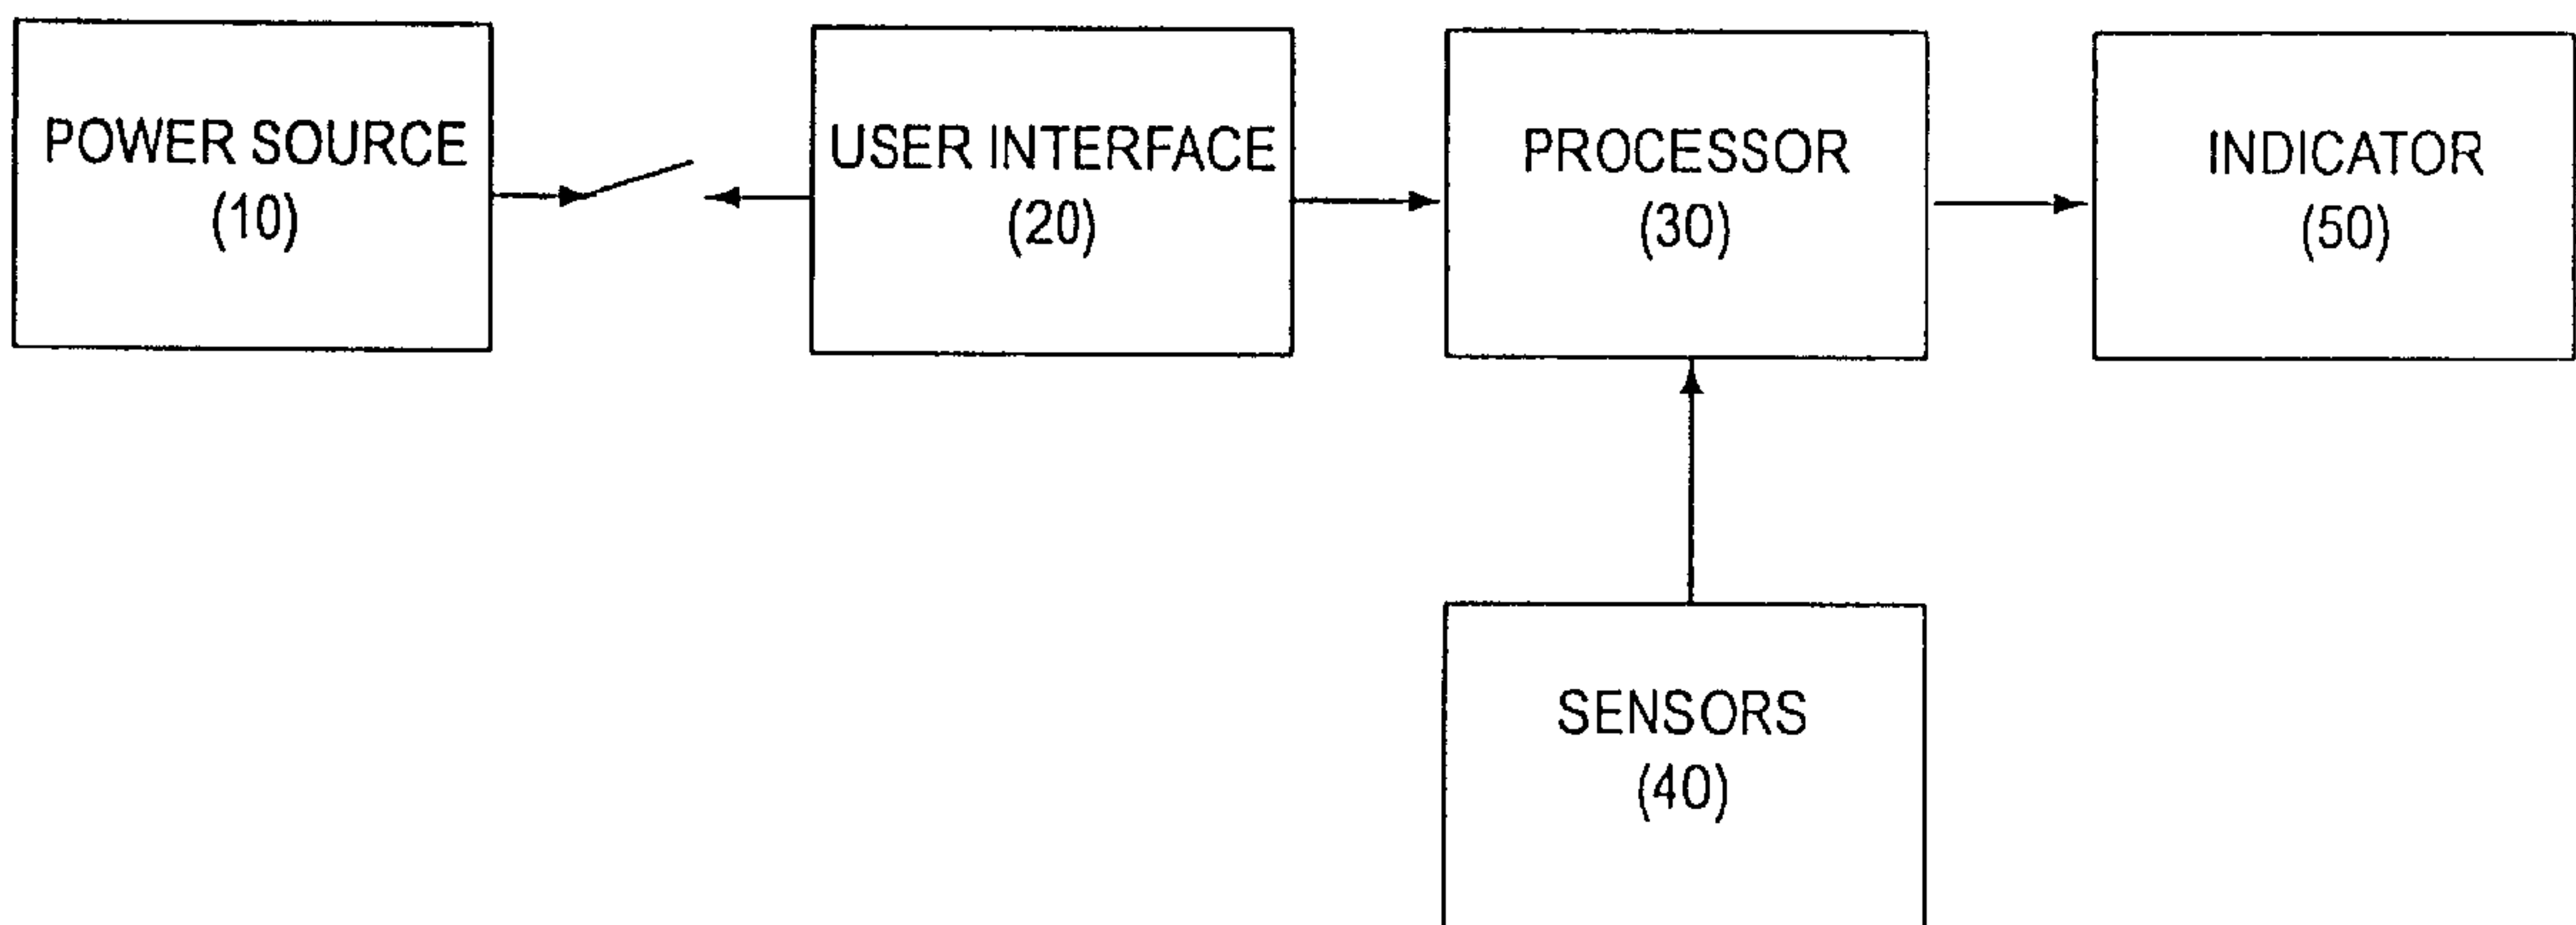 POWER SOURCE
(10)
USER INTERFACE
(20)
PROCESSOR
(30)
INDICATOR
(50)
SENSORS
(40)